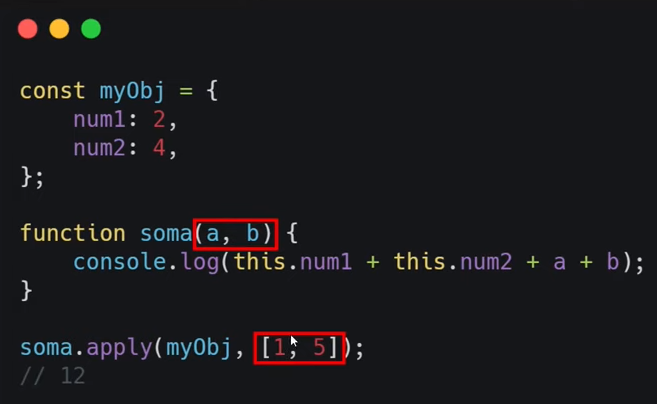 const myObj = {
    num1: 2,
    num2: 4,
};
function soma(a, b) {
    console.log(this.num1 + this.num2 + a + b);
}
soma.apply(myObj, [1, 5]);
// 12